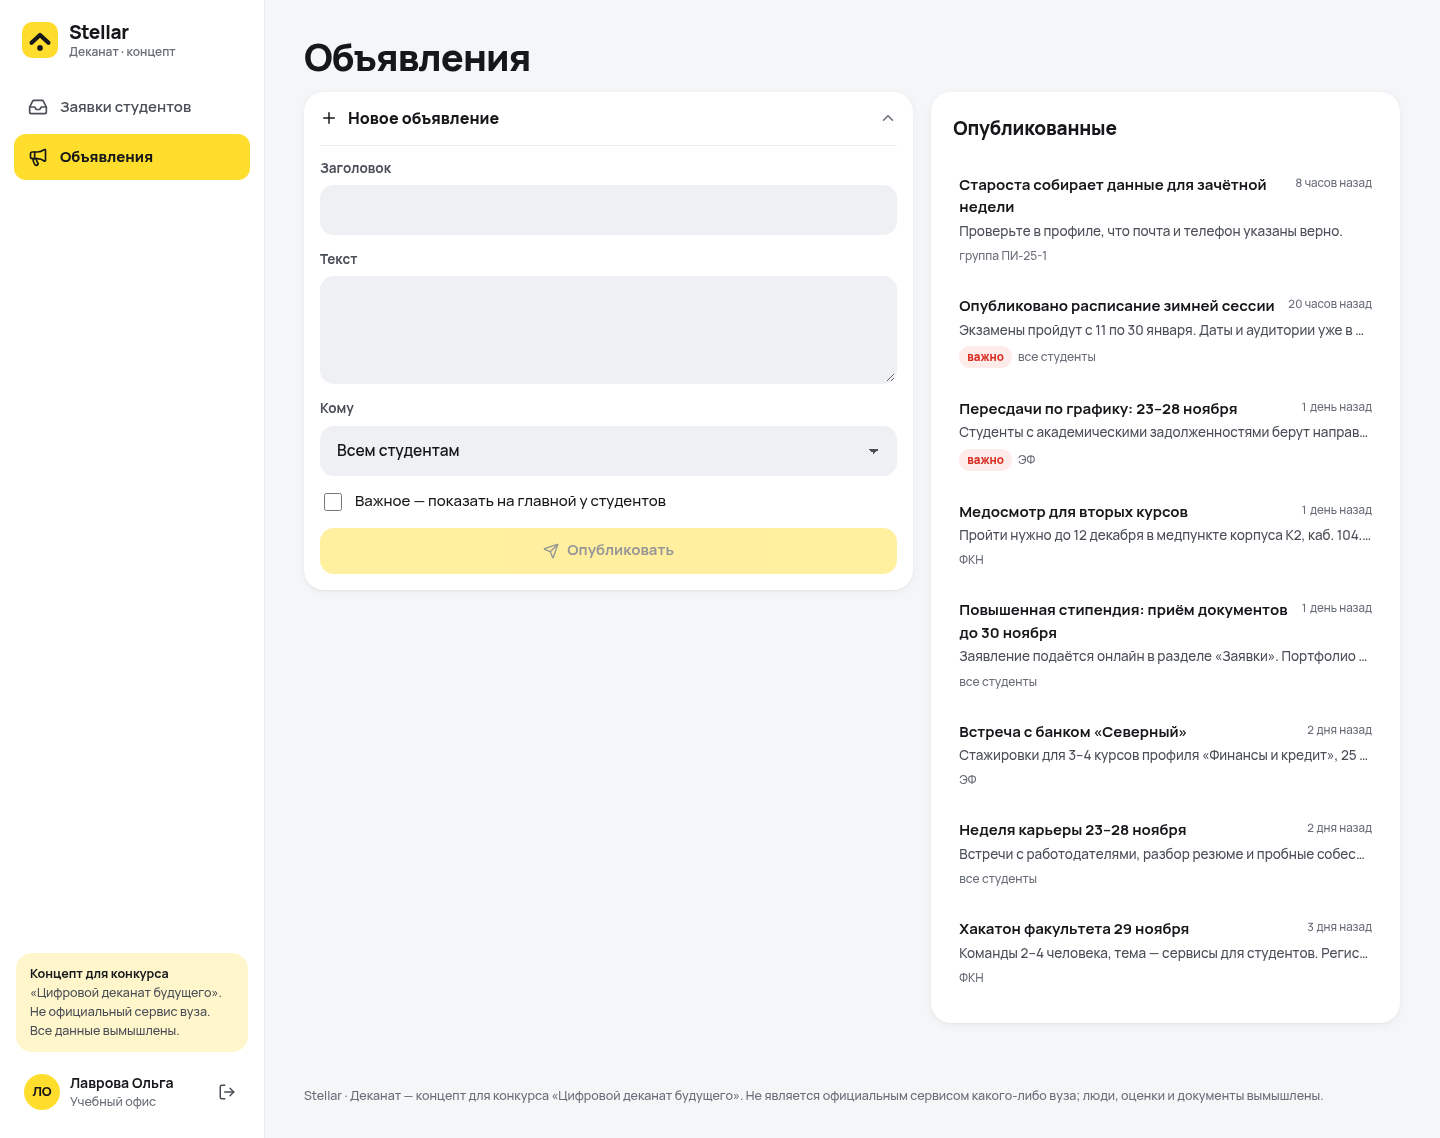 Stellar
Деканат · концепт
Заявки студентов
Объявления
Концепт для конкурса
«Цифровой деканат будущего».
Не официальный сервис вуза.
Все данные вымышлены.
ЛО
Лаврова Ольга
Учебный офис
Объявления
Новое объявление
Заголовок
Текст
Кому
Всем студентам
Важное — показать на главной у студентов
Опубликовать
Опубликованные
Староста собирает данные для зачётной
недели
8 часов назад
Проверьте в профиле, что почта и телефон указаны верно.
группа ПИ-25-1
Опубликовано расписание зимней сессии
20 часов назад
Экзамены пройдут с 11 по 30 января. Даты и аудитории уже в ...
важно все студенты
Пересдачи по графику: 23–28 ноября
1 день назад
Студенты с академическими задолженностями берут направ...
важно ЭФ
Медосмотр для вторых курсов
1 день назад
Пройти нужно до 12 декабря в медпункте корпуса К2, каб. 104....
ФКН
Повышенная стипендия: приём документов
до 30 ноября
1 день назад
Заявление подаётся онлайн в разделе «Заявки». Портфолио ...
все студенты
Встреча с банком «Северный»
2 дня назад
Стажировки для 3–4 курсов профиля «Финансы и кредит», 25 ...
ЭФ
Неделя карьеры 23–28 ноября
2 дня назад
Встречи с работодателями, разбор резюме и пробные собес...
все студенты
Хакатон факультета 29 ноября
3 дня назад
Команды 2–4 человека, тема — сервисы для студентов. Регис...
ФКН
Stellar · Деканат — концепт для конкурса «Цифровой деканат будущего». Не является официальным сервисом какого-либо вуза; люди, оценки и документы вымышлены.